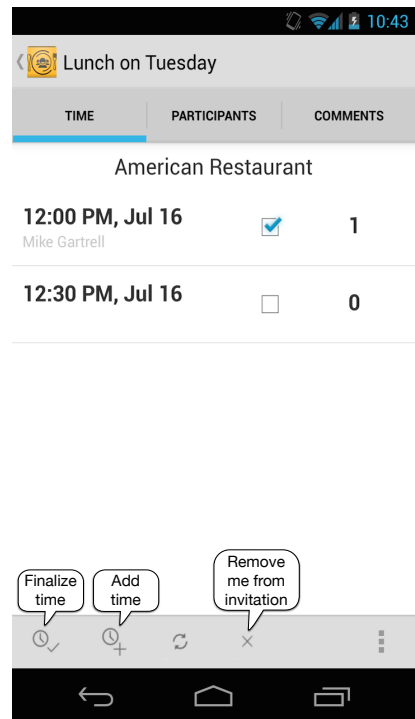 10:43
Lunch on Tuesday
TIME PARTICIPANTS COMMENTS
American Restaurant
12:00 PM, Jul 16 1
Mike Gartrell
12:30 PM, Jul 16 0
Finalize
time
Add
time
Remove
me from
invitation